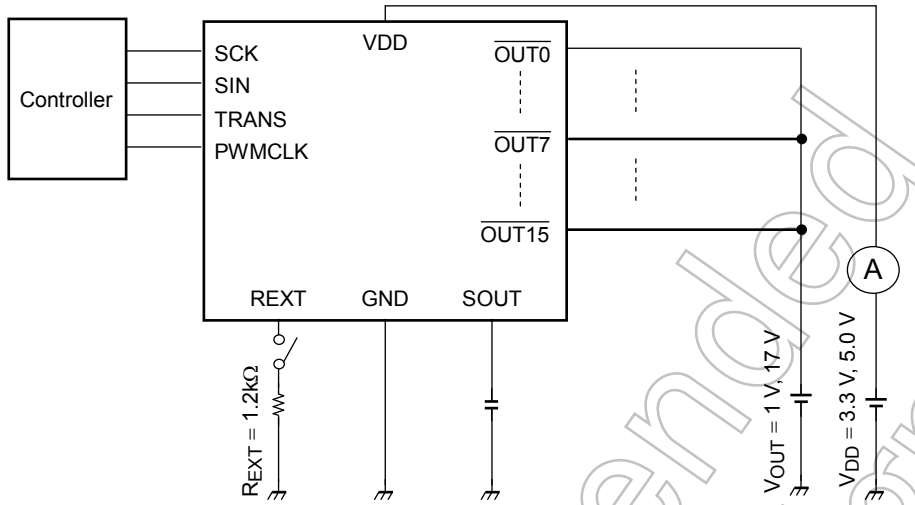 Controller
SCK
SIN
TRANS
PWMCLK
VDD
OUT0
OUT7
OUT15
REXT
GND
SOUT
A
REXT = 1.2kΩ
VOUT = 1 V, 17 V
VDD = 3.3 V, 5.0 V
ended